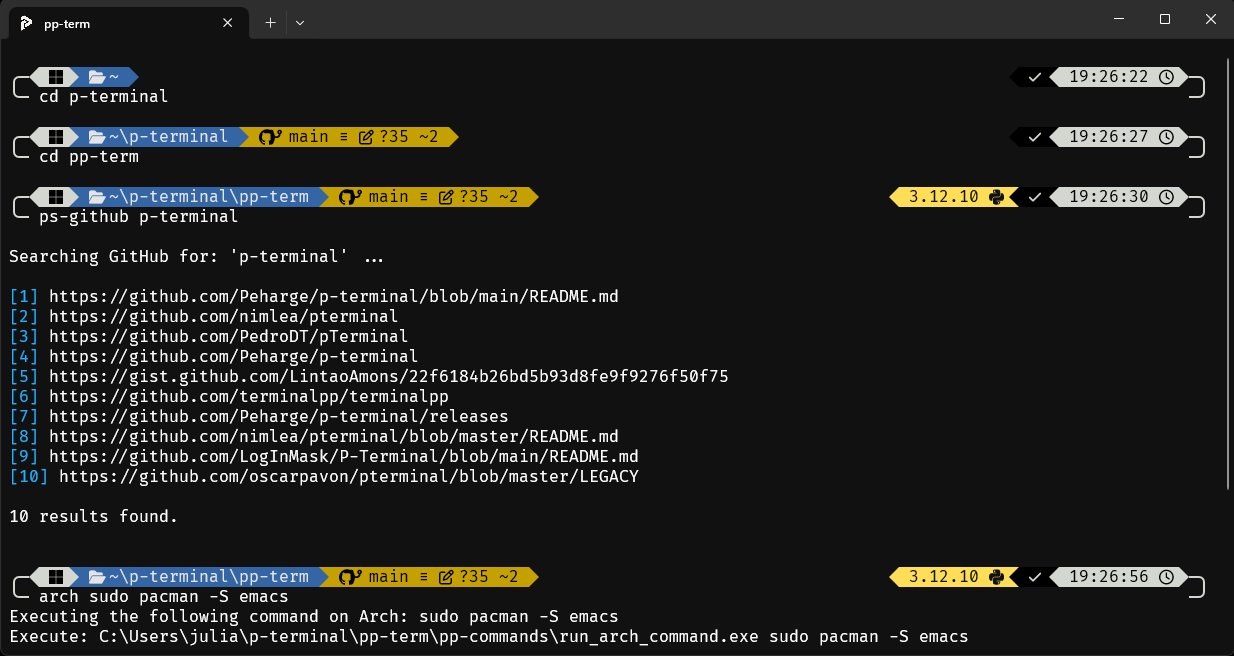 pp-term
~ 19:26:22
cd p-terminal
~\p-terminal main ≡ ?35 ~2 19:26:27
cd pp-term
~\p-terminal\pp-term main ≡ ?35 ~2 3.12.10 19:26:30
ps-github p-terminal
Searching GitHub for: 'p-terminal' ...
[1] https://github.com/Peharge/p-terminal/blob/main/README.md
[2] https://github.com/nimlea/pterminal
[3] https://github.com/PedroDT/pTerminal
[4] https://github.com/Peharge/p-terminal
[5] https://gist.github.com/LintaoAmons/22f6184b26bd5b93d8fe9f9276f50f75
[6] https://github.com/terminalpp/terminalpp
[7] https://github.com/Peharge/p-terminal/releases
[8] https://github.com/nimlea/pterminal/blob/master/README.md
[9] https://github.com/LogInMask/P-Terminal/blob/main/README.md
[10] https://github.com/oscarpavon/pterminal/blob/master/LEGACY
10 results found.
~\p-terminal\pp-term main ≡ ?35 ~2 3.12.10 19:26:56
arch sudo pacman -S emacs
Executing the following command on Arch: sudo pacman -S emacs
Execute: C:\Users\julia\p-terminal\pp-term\pp-commands\run_arch_command.exe sudo pacman -S emacs